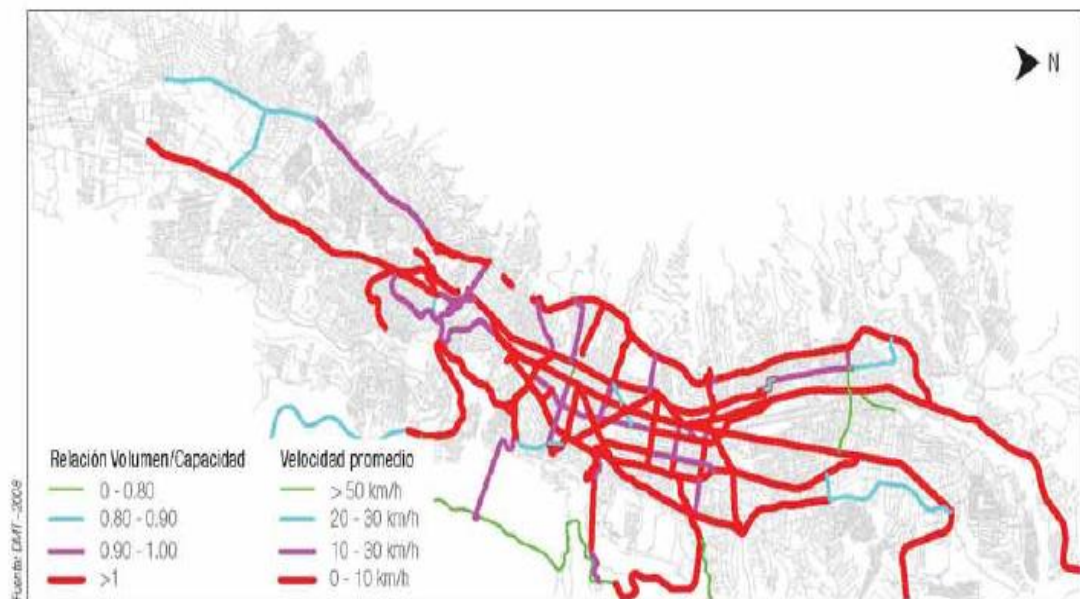 N
Relación Volumen/Capacidad
0 - 0.80
0.80 - 0.90
0.90 - 1.00
>1
Velocidad promedio
> 50 km/h
20 - 30 km/h
10 - 30 km/h
0 - 10 km/h
Fuente: DMT -2008